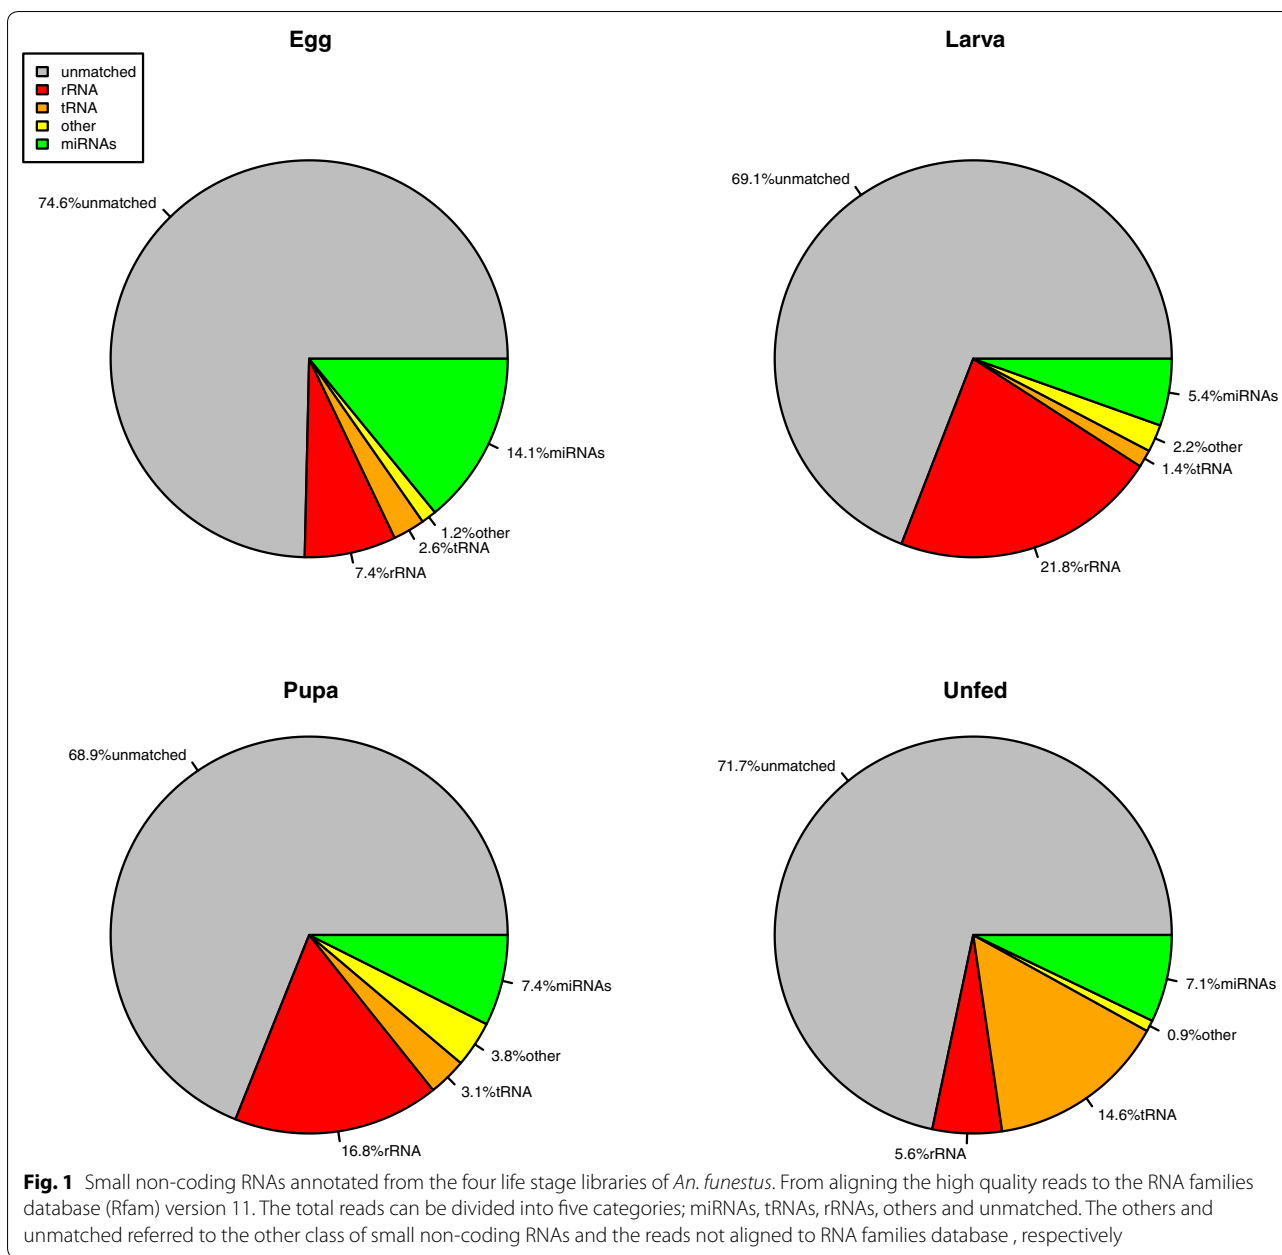 Egg
Larva
unmatched
rRNA
tRNA
other
miRNAs
74.6%unmatched
14.1%miRNAs
1.2%other
2.6%tRNA
7.4%rRNA
69.1%unmatched
5.4%miRNAs
2.2%other
1.4%tRNA
21.8%rRNA
Pupa
Unfed
68.9%unmatched
7.4%miRNAs
3.8%other
3.1%tRNA
16.8%rRNA
71.7%unmatched
7.1%miRNAs
0.9%other
14.6%tRNA
5.6%rRNA
Fig. 1 Small non-coding RNAs annotated from the four life stage libraries of An. funestus. From aligning the high quality reads to the RNA families
database (Rfam) version 11. The total reads can be divided into five categories; miRNAs, tRNAs, rRNAs, others and unmatched. The others and
unmatched referred to the other class of small non-coding RNAs and the reads not aligned to RNA families database , respectively